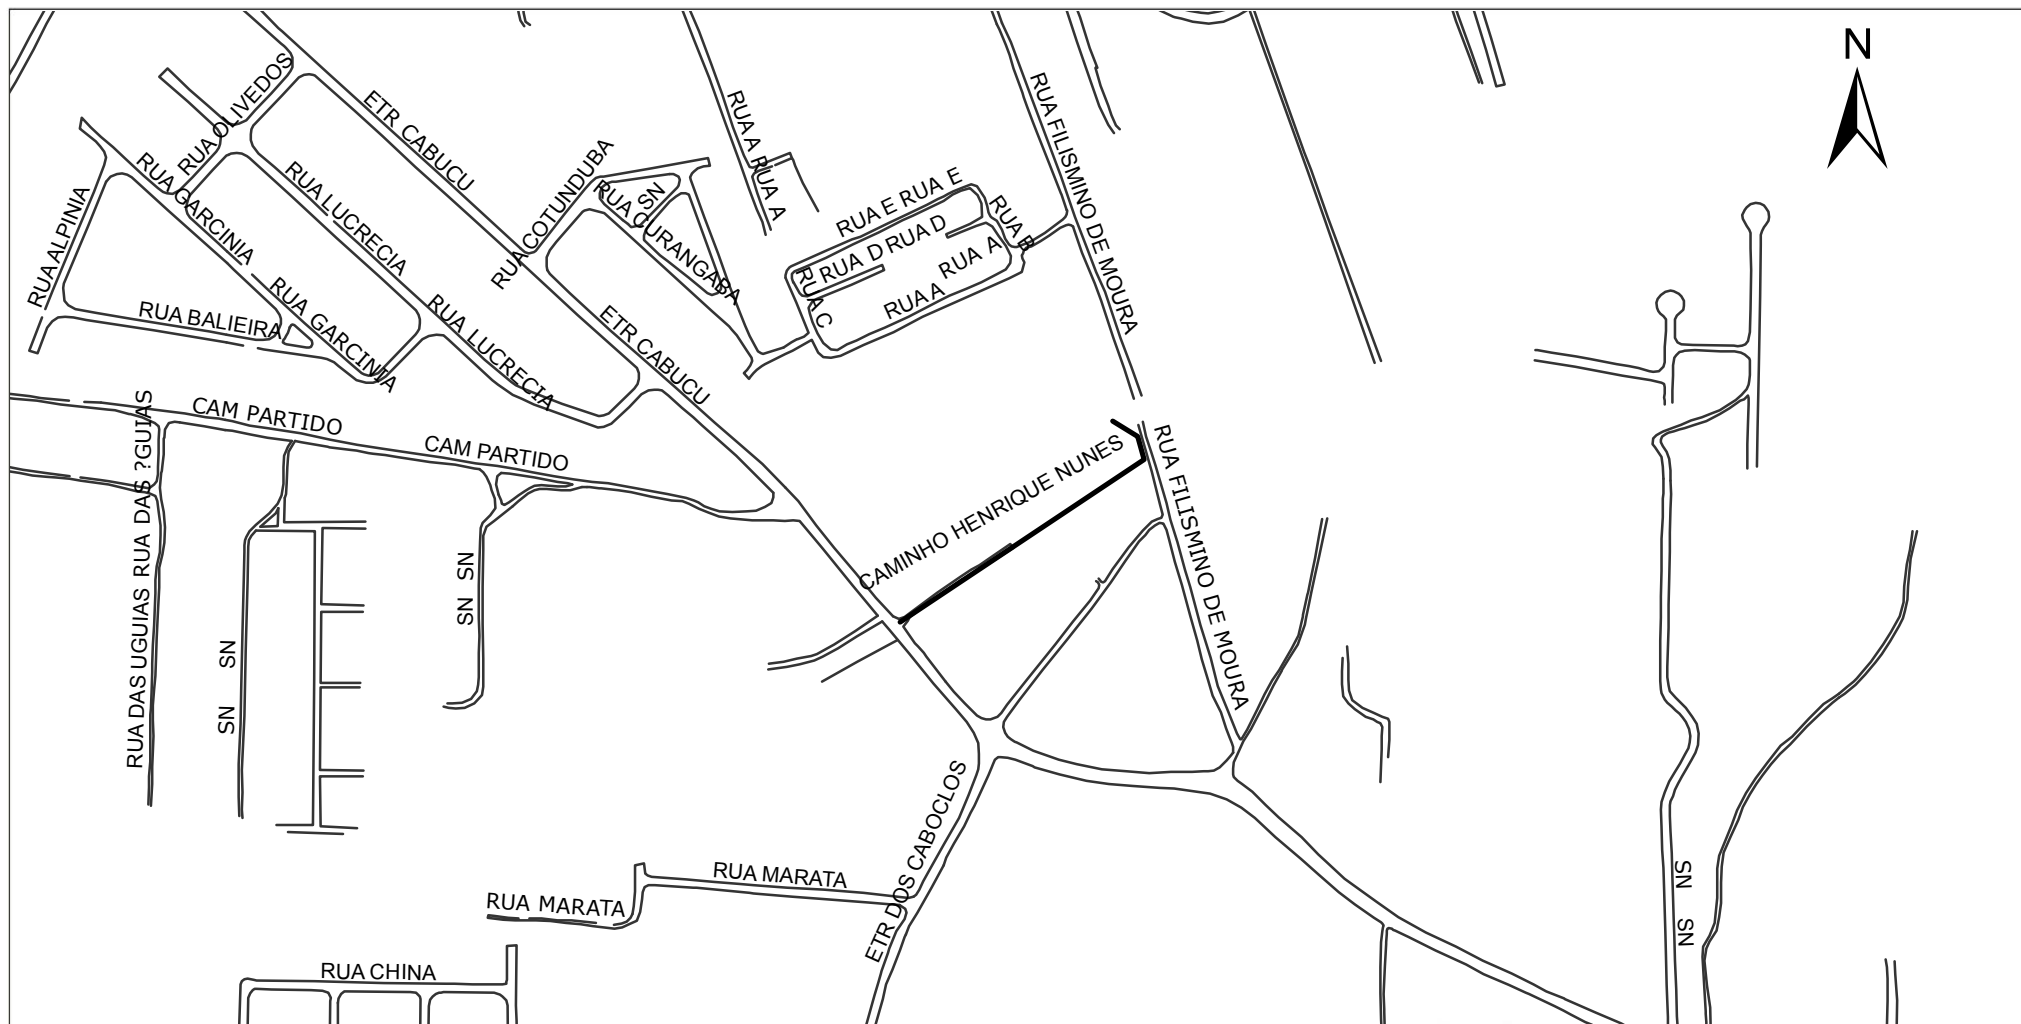 N
RUA OLIVEDOS
ETR CABUCU
RUA A
RUA A
RUA FILISMINO DE MOURA
RUA GARCINIA
RUA LUCRECIA
RUA COTUNDUBA
SN
RUA CURANGABA
RUA E
RUA E
RUA B
RUA ALPINIA
RUA D
RUA D
RUA A
RUA A
RUA C
RUA BALIEIRA
RUA GARCINIA
RUA LUCRECIA
ETR CABUCU
CAM PARTIDO
CAM PARTIDO
RUA DAS ?GUIAS
RUA DAS UGUIAS
CAMINHO HENRIQUE NUNES
RUA FILISMINO DE MOURA
SN
SN
SN
SN
ETR DOS CABOCLOS
RUA MARATA
RUA MARATA
SN
SN
RUA CHINA